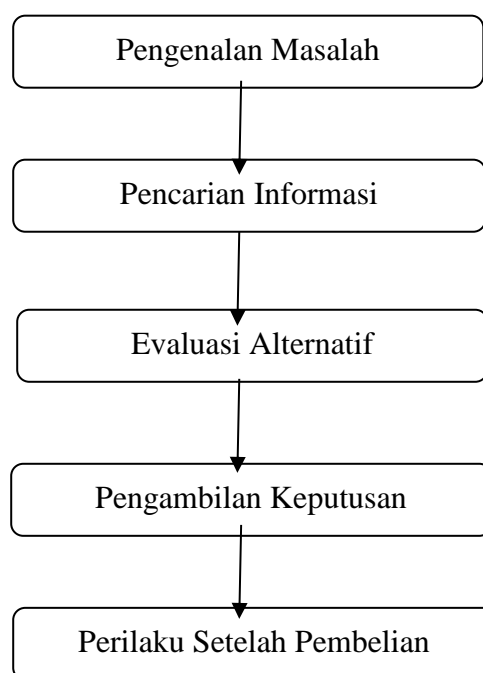 Pengenalan Masalah
Pencarian Informasi
Evaluasi Alternatif
Pengambilan Keputusan
Perilaku Setelah Pembelian